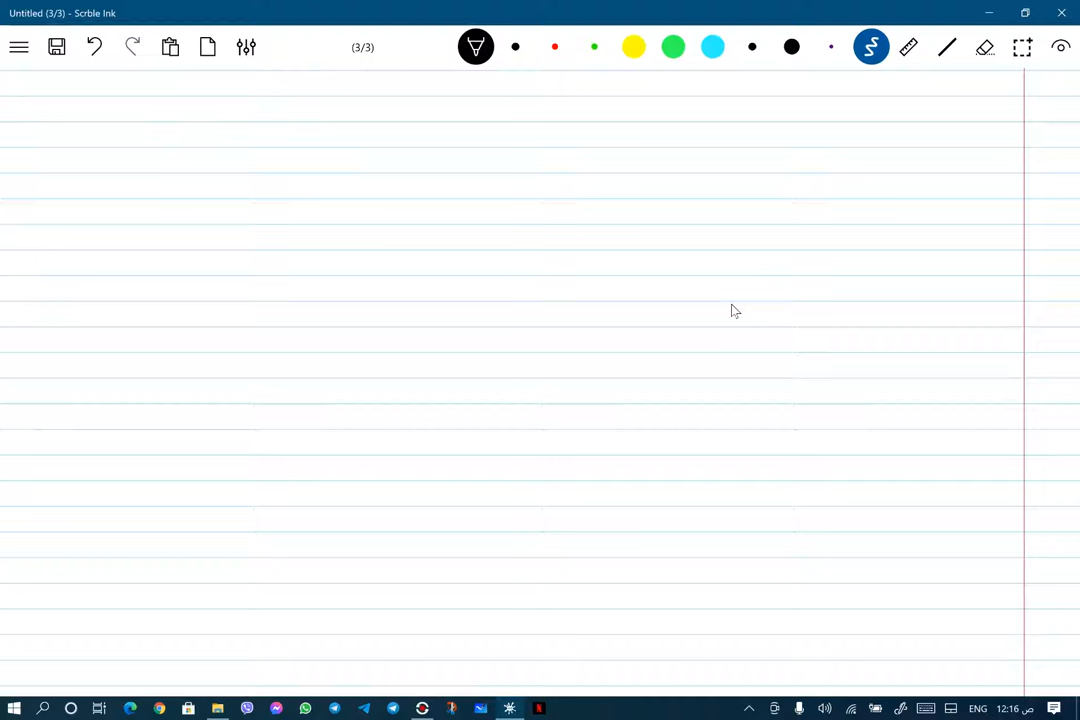 Untitled (3/3) - Scrble Ink
(3/3)
ENG 12:16 ص